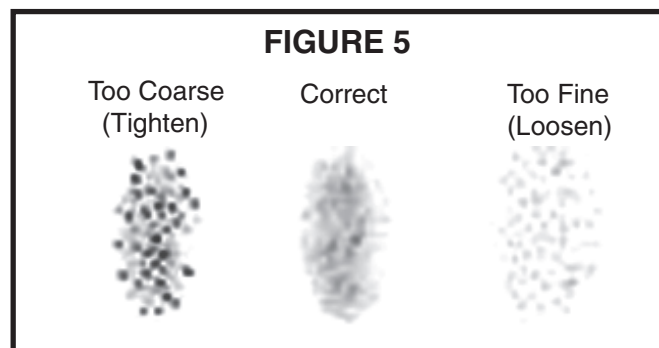 FIGURE 5
Too Coarse
(Tighten)
Correct
Too Fine
(Loosen)